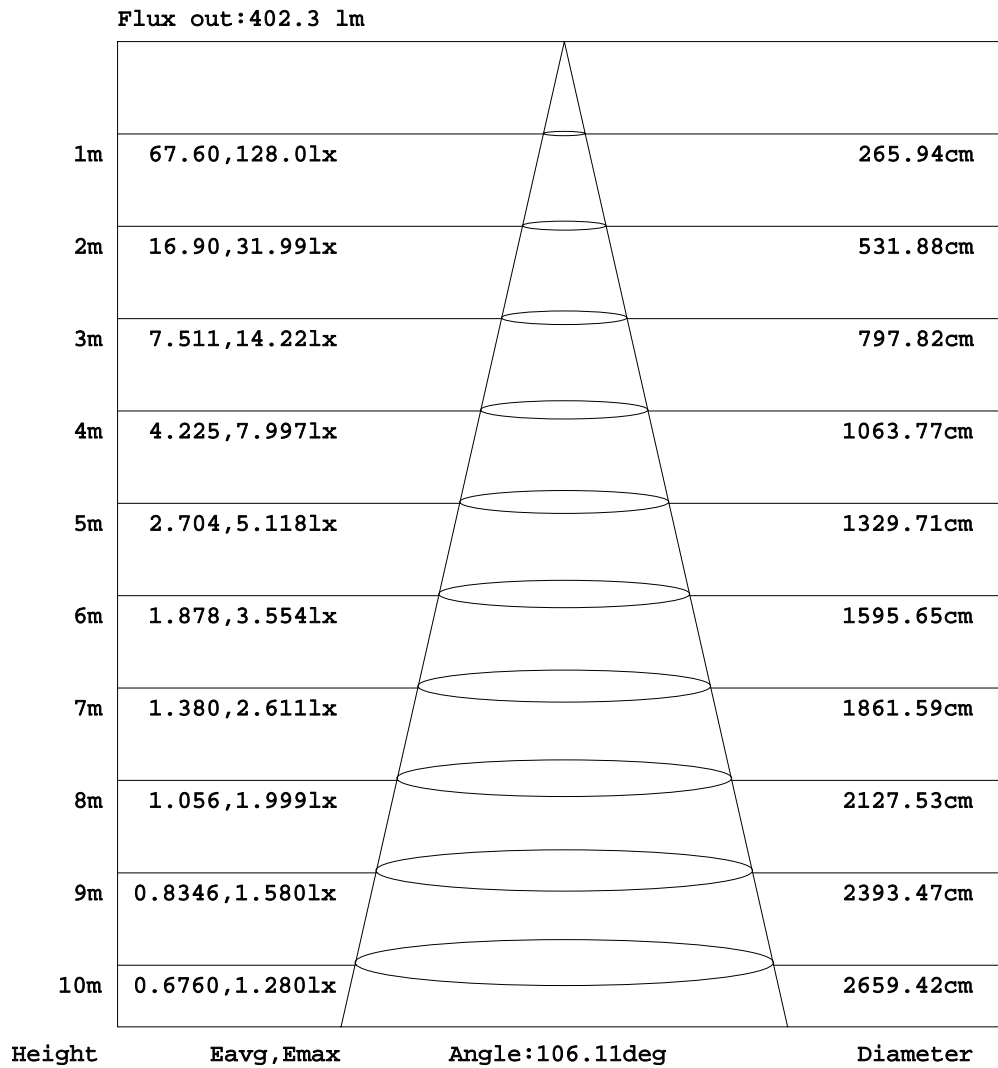 Flux out:402.3 lm
1m 67.60,128.0lx 265.94cm
2m 16.90,31.99lx 531.88cm
3m 7.511,14.22lx 797.82cm
4m 4.225,7.997lx 1063.77cm
5m 2.704,5.118lx 1329.71cm
6m 1.878,3.554lx 1595.65cm
7m 1.380,2.611lx 1861.59cm
8m 1.056,1.999lx 2127.53cm
9m 0.8346,1.580lx 2393.47cm
10m 0.6760,1.280lx 2659.42cm
Height Eavg,Emax Angle:106.11deg Diameter